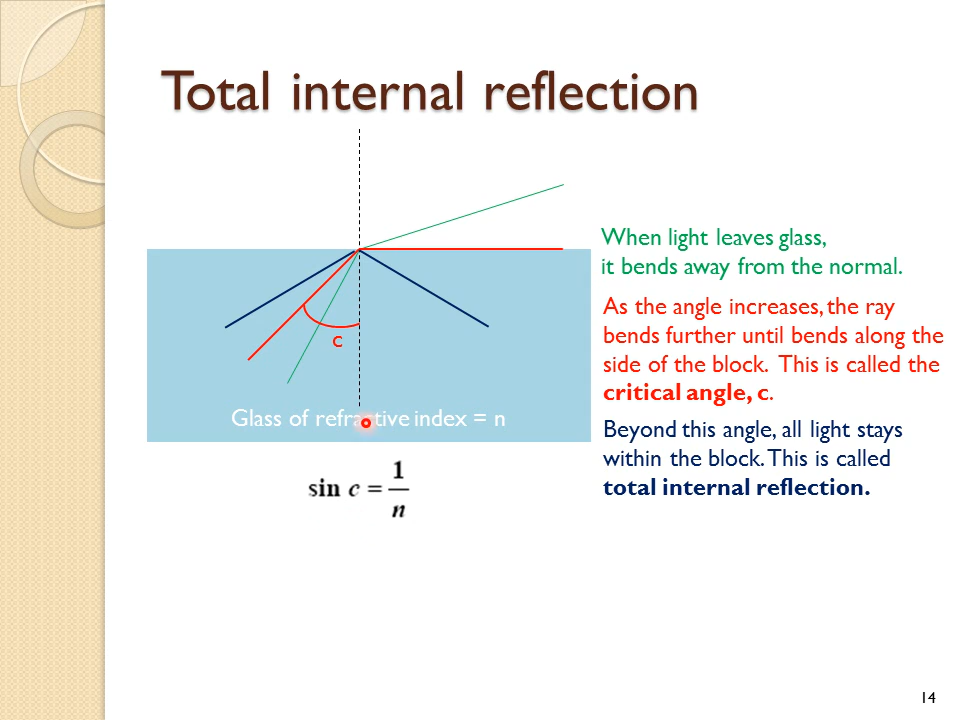 Total internal reflection
When light leaves glass,
it bends away from the normal.
As the angle increases, the ray
bends further until bends along the
side of the block. This is called the
critical angle, c.
Beyond this angle, all light stays
within the block. This is called
total internal reflection.
c
Glass of refractive index = n
sin c = 1/n
14